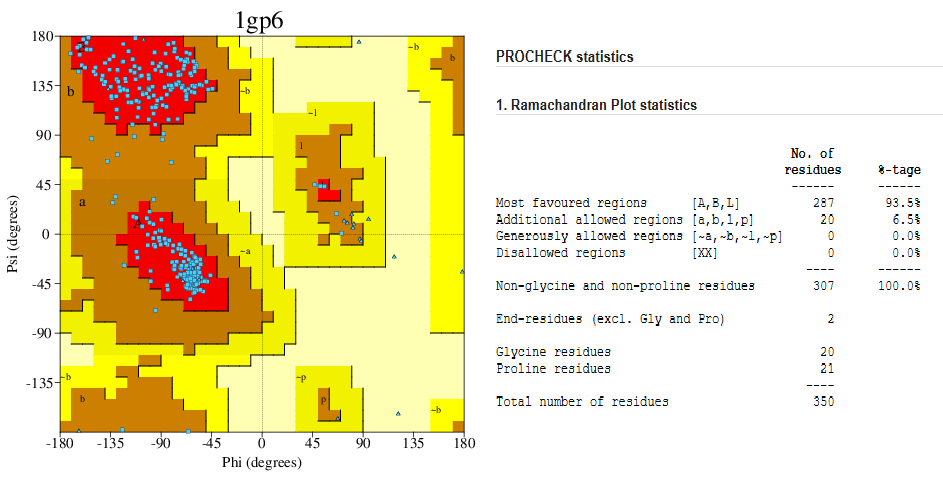 1gp6
180
135
90
45
0
-45
-90
-135
-180 -135 -90 -45 0 45 90 135 180
Psi (degrees)
Phi (degrees)
b
~b
~b
b
~l
l
a
~a
~b
b
~p
p
~b
PROCHECK statistics
1. Ramachandran Plot statistics
No. of
residues %-tage
------ ------
Most favoured regions [A,B,L] 287 93.5%
Additional allowed regions [a,b,l,p] 20 6.5%
Generously allowed regions [~a,~b,~l,~p] 0 0.0%
Disallowed regions [XX] 0 0.0%
---- ------
Non-glycine and non-proline residues 307 100.0%
End-residues (excl. Gly and Pro) 2
Glycine residues 20
Proline residues 21
----
Total number of residues 350